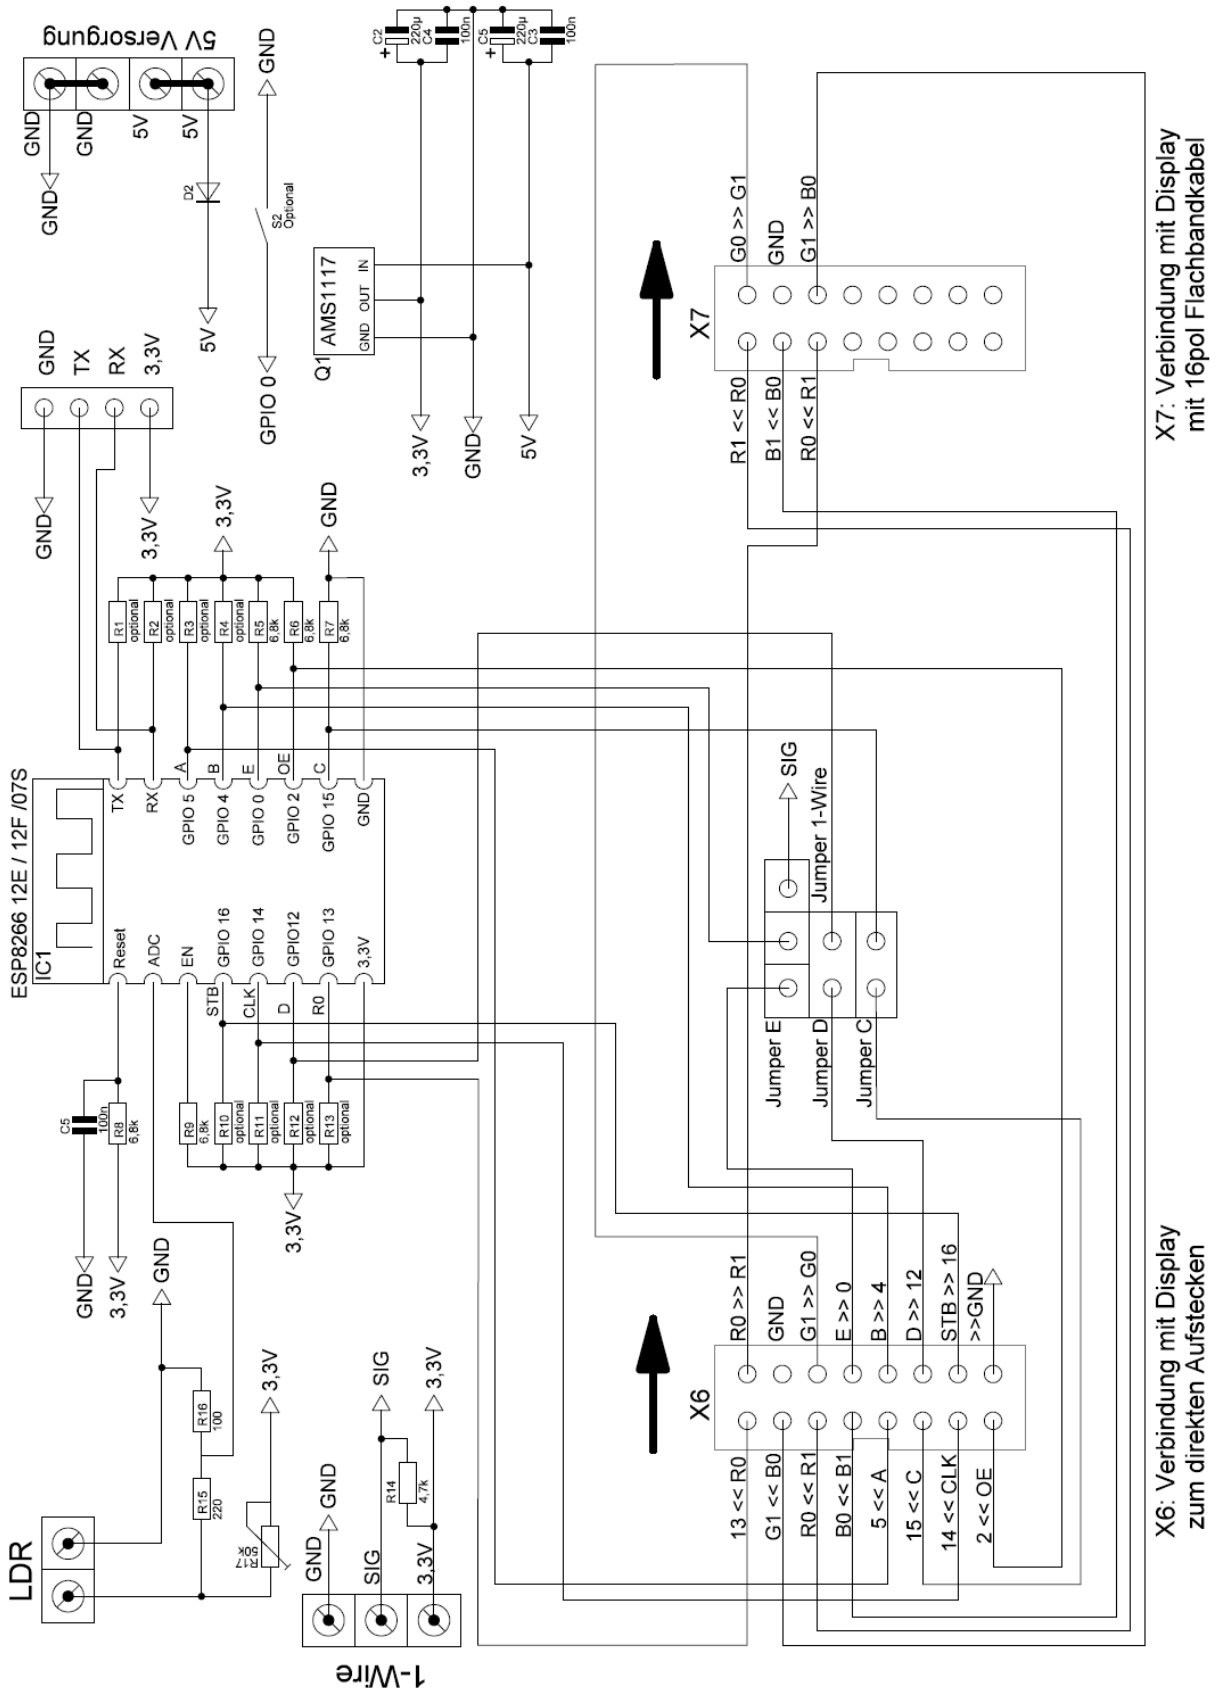 LDR
R15
220
R16
100
GND
R17
50k
3,3V
1-Wire
GND
GND
SIG
SIG
3,3V
3,3V
R14
4,7k
GND
3,3V
C5
100n
R8
6,8k
ESP8266 12E / 12F /07S
IC1
Reset
ADC
EN
GPIO 16
GPIO 14
GPIO12
GPIO 13
3,3V
STB
CLK
D
R0
R9
6,8k
R10
optional
R11
optional
R12
optional
R13
optional
3,3V
TX
RX
GPIO 5
GPIO 4
GPIO 0
GPIO 2
GPIO 15
GND
A
B
E
OE
C
R1
optional
R2
optional
R3
optional
R4
optional
R5
6,8k
R6
6,8k
R7
6,8k
3,3V
GND
GND
TX
RX
3,3V
GND
3,3V
5V Versorgung
GND
GND
5V
5V
GND
D2
5V
GPIO 0
S2
Optional
GND
Q1
AMS1117
GND
OUT
IN
3,3V
GND
5V
C2
220µ
+
C4
100n
C5
220µ
+
C3
100n
Jumper E
Jumper D
Jumper C
SIG
Jumper 1-Wire
X6
13 << R0
G1 << B0
R0 << R1
B0 << B1
5 << A
15 << C
14 << CLK
2 << OE
R0 >> R1
GND
G1 >> G0
E >> 0
B >> 4
D >> 12
STB >> 16
>>GND
X6: Verbindung mit Display
zum direkten Aufstecken
X7
R1 << R0
B1 << B0
R0 << R1
G0 >> G1
GND
G1 >> B0
X7: Verbindung mit Display
mit 16pol Flachbandkabel